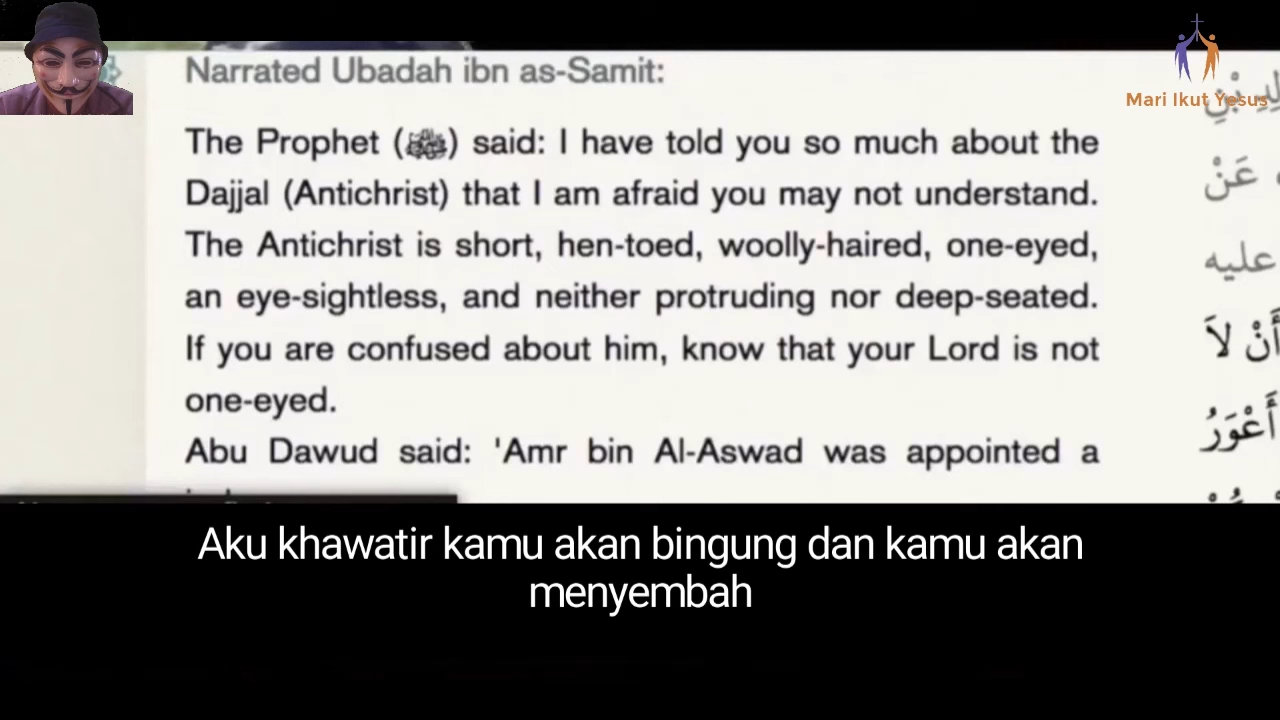 Mari Ikut Yesus
Narrated Ubadah ibn as-Samit:
The Prophet (ﷺ) said: I have told you so much about the
Dajjal (Antichrist) that I am afraid you may not understand.
The Antichrist is short, hen-toed, woolly-haired, one-eyed,
an eye-sightless, and neither protruding nor deep-seated.
If you are confused about him, know that your Lord is not
one-eyed.
Abu Dawud said: 'Amr bin Al-Aswad was appointed a
عَنْ
عليه
أَنْ لاَ
أَعْوَرُ
Aku khawatir kamu akan bingung dan kamu akan
menyembah